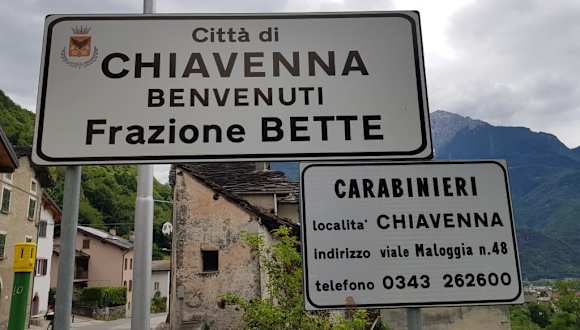 Città di
CHIAVENNA
BENVENUTI
Frazione BETTE
CARABINIERI
localita' CHIAVENNA
indirizzo viale Maloggia n.48
telefono 0343 262600